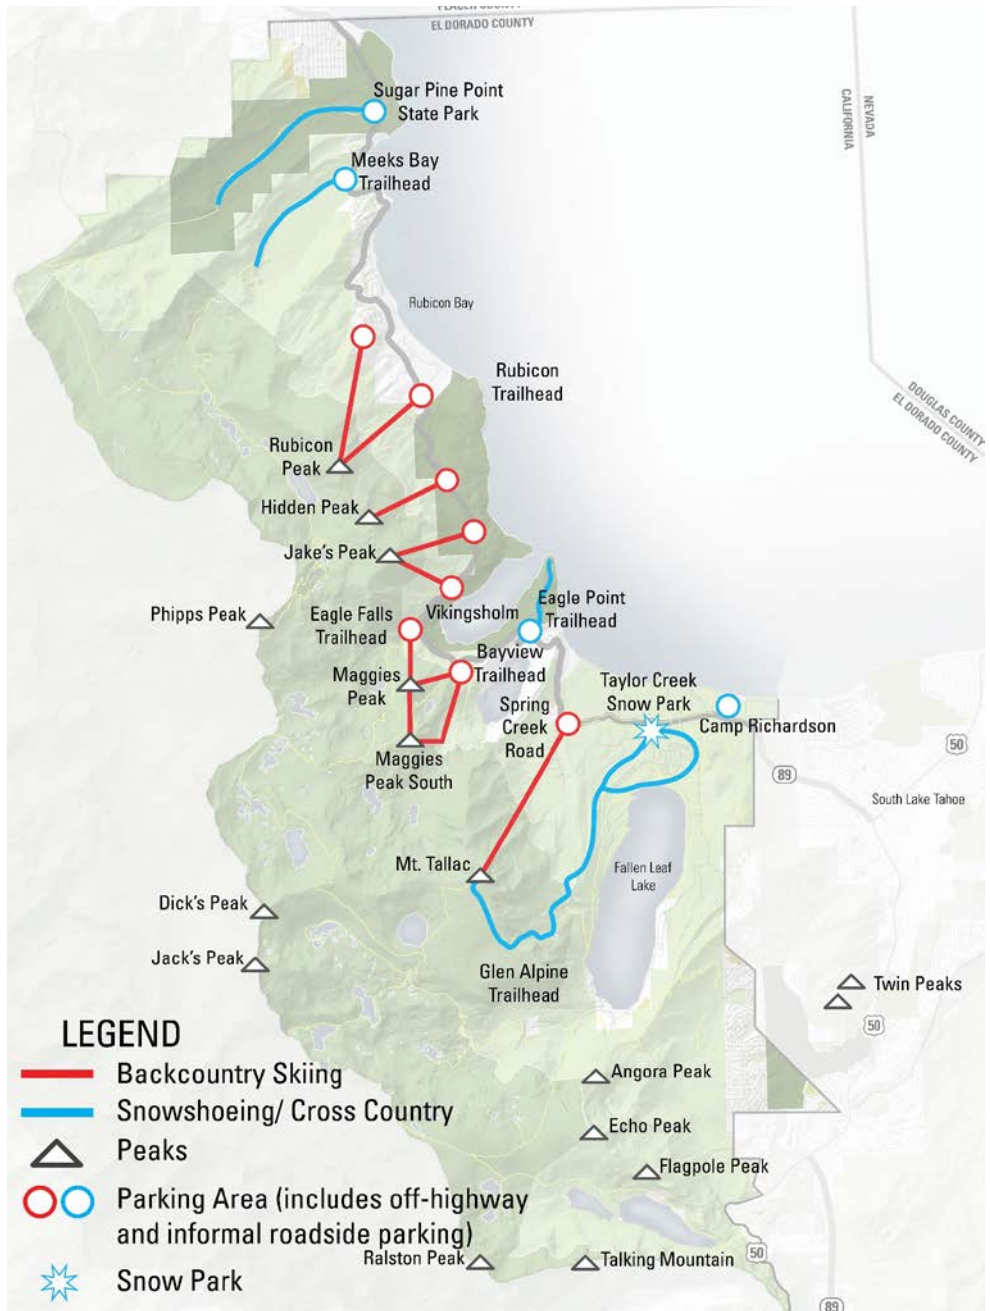 PLACER COUNTY
EL DORADO COUNTY
Sugar Pine Point
State Park
NEVADA
CALIFORNIA
Meeks Bay
Trailhead
Rubicon Bay
Rubicon
Trailhead
DOUGLAS COUNTY
EL DORADO COUNTY
Rubicon
Peak
Hidden Peak
Jake's Peak
Phipps Peak
Eagle Falls
Trailhead
Vikingsholm
Eagle Point
Trailhead
Bayview
Trailhead
Maggies
Peak
Taylor Creek
Snow Park
Spring
Creek
Road
Camp Richardson
50
Maggies
Peak South
89
South Lake Tahoe
Mt. Tallac
Fallen Leaf
Lake
Dick's Peak
Jack's Peak
Glen Alpine
Trailhead
Twin Peaks
50
LEGEND
Backcountry Skiing
Angora Peak
Snowshoeing/ Cross Country
Echo Peak
Peaks
Flagpole Peak
Parking Area (includes off-highway
and informal roadside parking)
Ralston Peak
Talking Mountain
50
Snow Park
89